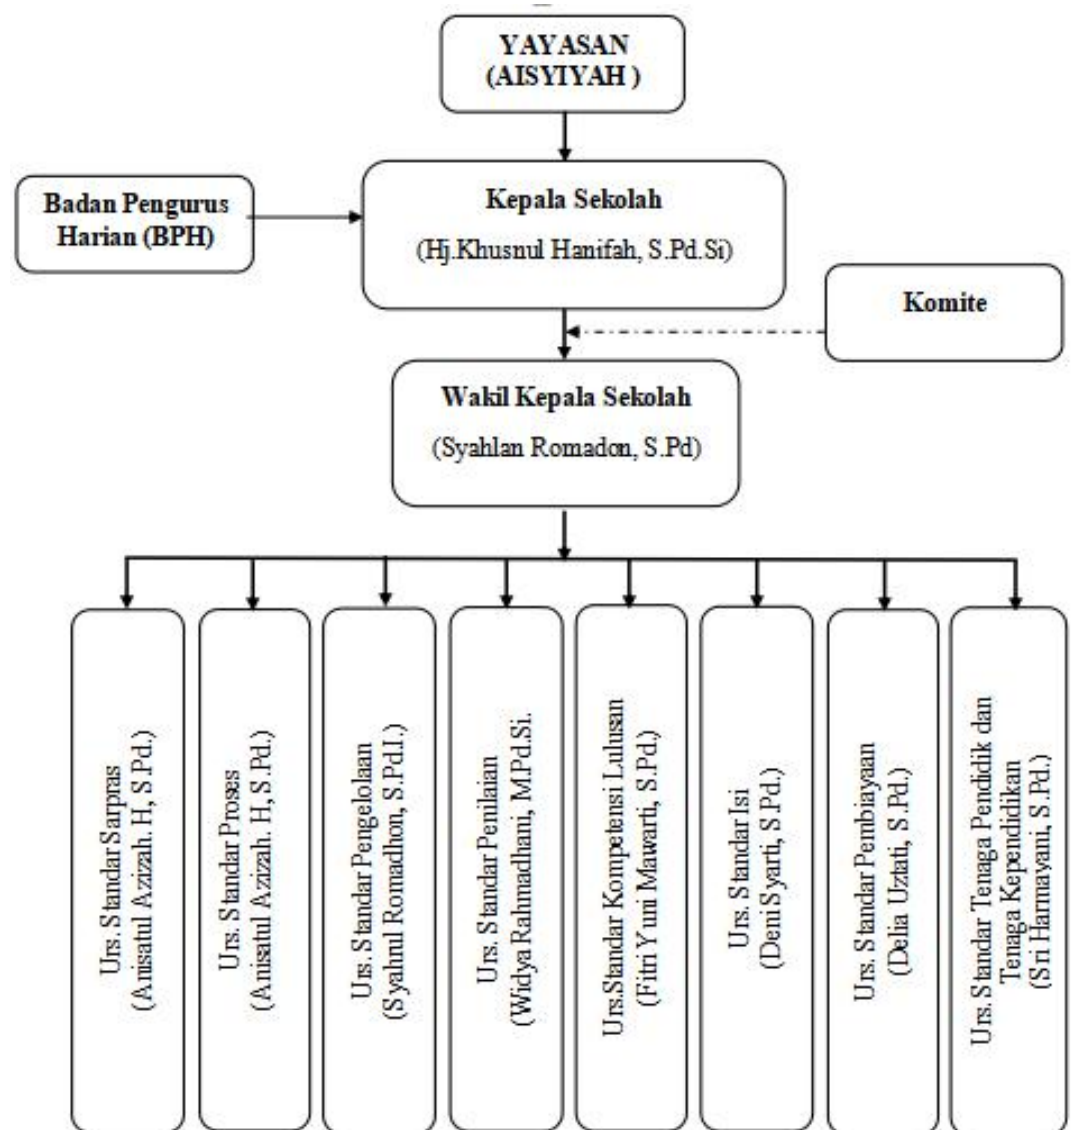 YAYASAN
(AISYIYAH )
Badan Pengurus
Harian (BPH)
Kepala Sekolah
(Hj.Khusnul Hanifah, S.Pd.Si)
Komite
Wakil Kepala Sekolah
(Syahlan Romadon, S.Pd)
Urs. Standar Sarpras
(Anisatul Azizah. H, S.Pd.)
Urs. Standar Proses
(Anisatul Azizah. H, S.Pd.)
Urs. Standar Pengelolaan
(Syahrul Romadhon, S.Pd.I.)
Urs. Standar Penilaian
(Widya Rahmadhani, M.Pd.Si.
Urs.Standar Kompetensi Lulusan
(Fitri Yuni Mawarti, S.Pd.)
Urs. Standar Isi
(Deni Syarti, S.Pd.)
Urs. Standar Pembiayaan
(Delia Uztati, S.Pd.)
Urs. Standar Tenaga Pendidik dan
Tenaga Kependidikan
(Sri Harmayani, S.Pd.)